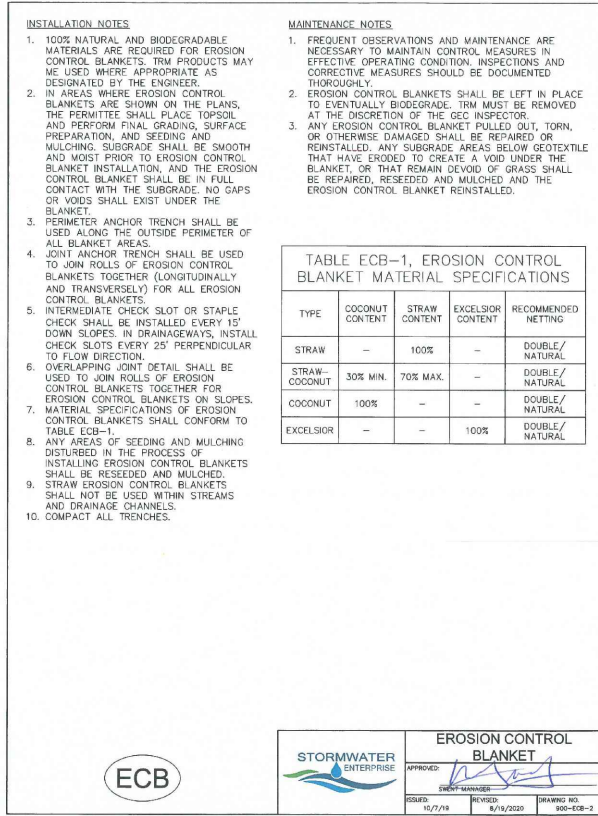 INSTALLATION NOTES
1. 100% NATURAL AND BIODEGRADABLE
MATERIALS ARE REQUIRED FOR EROSION
CONTROL BLANKETS. TRM PRODUCTS MAY
ME USED WHERE APPROPRIATE AS
DESIGNATED BY THE ENGINEER.
2. IN AREAS WHERE EROSION CONTROL
BLANKETS ARE SHOWN ON THE PLANS,
THE PERMITTEE SHALL PLACE TOPSOIL
AND PERFORM FINAL GRADING, SURFACE
PREPARATION, AND SEEDING AND
MULCHING. SUBGRADE SHALL BE SMOOTH
AND MOIST PRIOR TO EROSION CONTROL
BLANKET INSTALLATION, AND THE EROSION
CONTROL BLANKET SHALL BE IN FULL
CONTACT WITH THE SUBGRADE. NO GAPS
OR VOIDS SHALL EXIST UNDER THE
BLANKET.
3. PERIMETER ANCHOR TRENCH SHALL BE
USED ALONG THE OUTSIDE PERIMETER OF
ALL BLANKET AREAS.
4. JOINT ANCHOR TRENCH SHALL BE USED
TO JOIN ROLLS OF EROSION CONTROL
BLANKETS TOGETHER (LONGITUDINALLY
AND TRANSVERSELY) FOR ALL EROSION
CONTROL BLANKETS.
5. INTERMEDIATE CHECK SLOT OR STAPLE
CHECK SHALL BE INSTALLED EVERY 15'
DOWN SLOPES. IN DRAINAGEWAYS, INSTALL
CHECK SLOTS EVERY 25' PERPENDICULAR
TO FLOW DIRECTION.
6. OVERLAPPING JOINT DETAIL SHALL BE
USED TO JOIN ROLLS OF EROSION
CONTROL BLANKETS TOGETHER FOR
EROSION CONTROL BLANKETS ON SLOPES.
7. MATERIAL SPECIFICATIONS OF EROSION
CONTROL BLANKETS SHALL CONFORM TO
TABLE ECB-1.
8. ANY AREAS OF SEEDING AND MULCHING
DISTURBED IN THE PROCESS OF
INSTALLING EROSION CONTROL BLANKETS
SHALL BE RESEEDED AND MULCHED.
9. STRAW EROSION CONTROL BLANKETS
SHALL NOT BE USED WITHIN STREAMS
AND DRAINAGE CHANNELS.
10. COMPACT ALL TRENCHES.
MAINTENANCE NOTES
1. FREQUENT OBSERVATIONS AND MAINTENANCE ARE
NECESSARY TO MAINTAIN CONTROL MEASURES IN
EFFECTIVE OPERATING CONDITION. INSPECTIONS AND
CORRECTIVE MEASURES SHOULD BE DOCUMENTED
THOROUGHLY.
2. EROSION CONTROL BLANKETS SHALL BE LEFT IN PLACE
TO EVENTUALLY BIODEGRADE. TRM MUST BE REMOVED
AT THE DISCRETION OF THE GEC INSPECTOR.
3. ANY EROSION CONTROL BLANKET PULLED OUT, TORN,
OR OTHERWISE DAMAGED SHALL BE REPAIRED OR
REINSTALLED. ANY SUBGRADE AREAS BELOW GEOTEXTILE
THAT HAVE ERODED TO CREATE A VOID UNDER THE
BLANKET, OR THAT REMAIN DEVOID OF GRASS SHALL
BE REPAIRED, RESEEDED AND MULCHED AND THE
EROSION CONTROL BLANKET REINSTALLED.
TABLE ECB-1, EROSION CONTROL
BLANKET MATERIAL SPECIFICATIONS
TYPE COCONUT CONTENT STRAW CONTENT EXCELSIOR CONTENT RECOMMENDED NETTING
STRAW - 100% - DOUBLE/ NATURAL
STRAW- COCONUT 30% MIN. 70% MAX. - DOUBLE/ NATURAL
COCONUT 100% - - DOUBLE/ NATURAL
EXCELSIOR - - 100% DOUBLE/ NATURAL
ECB
STORMWATER
ENTERPRISE
EROSION CONTROL
BLANKET
APPROVED:
SWENT MANAGER
ISSUED: 10/7/19
REVISED: 8/19/2020
DRAWING NO. 900-ECB-2